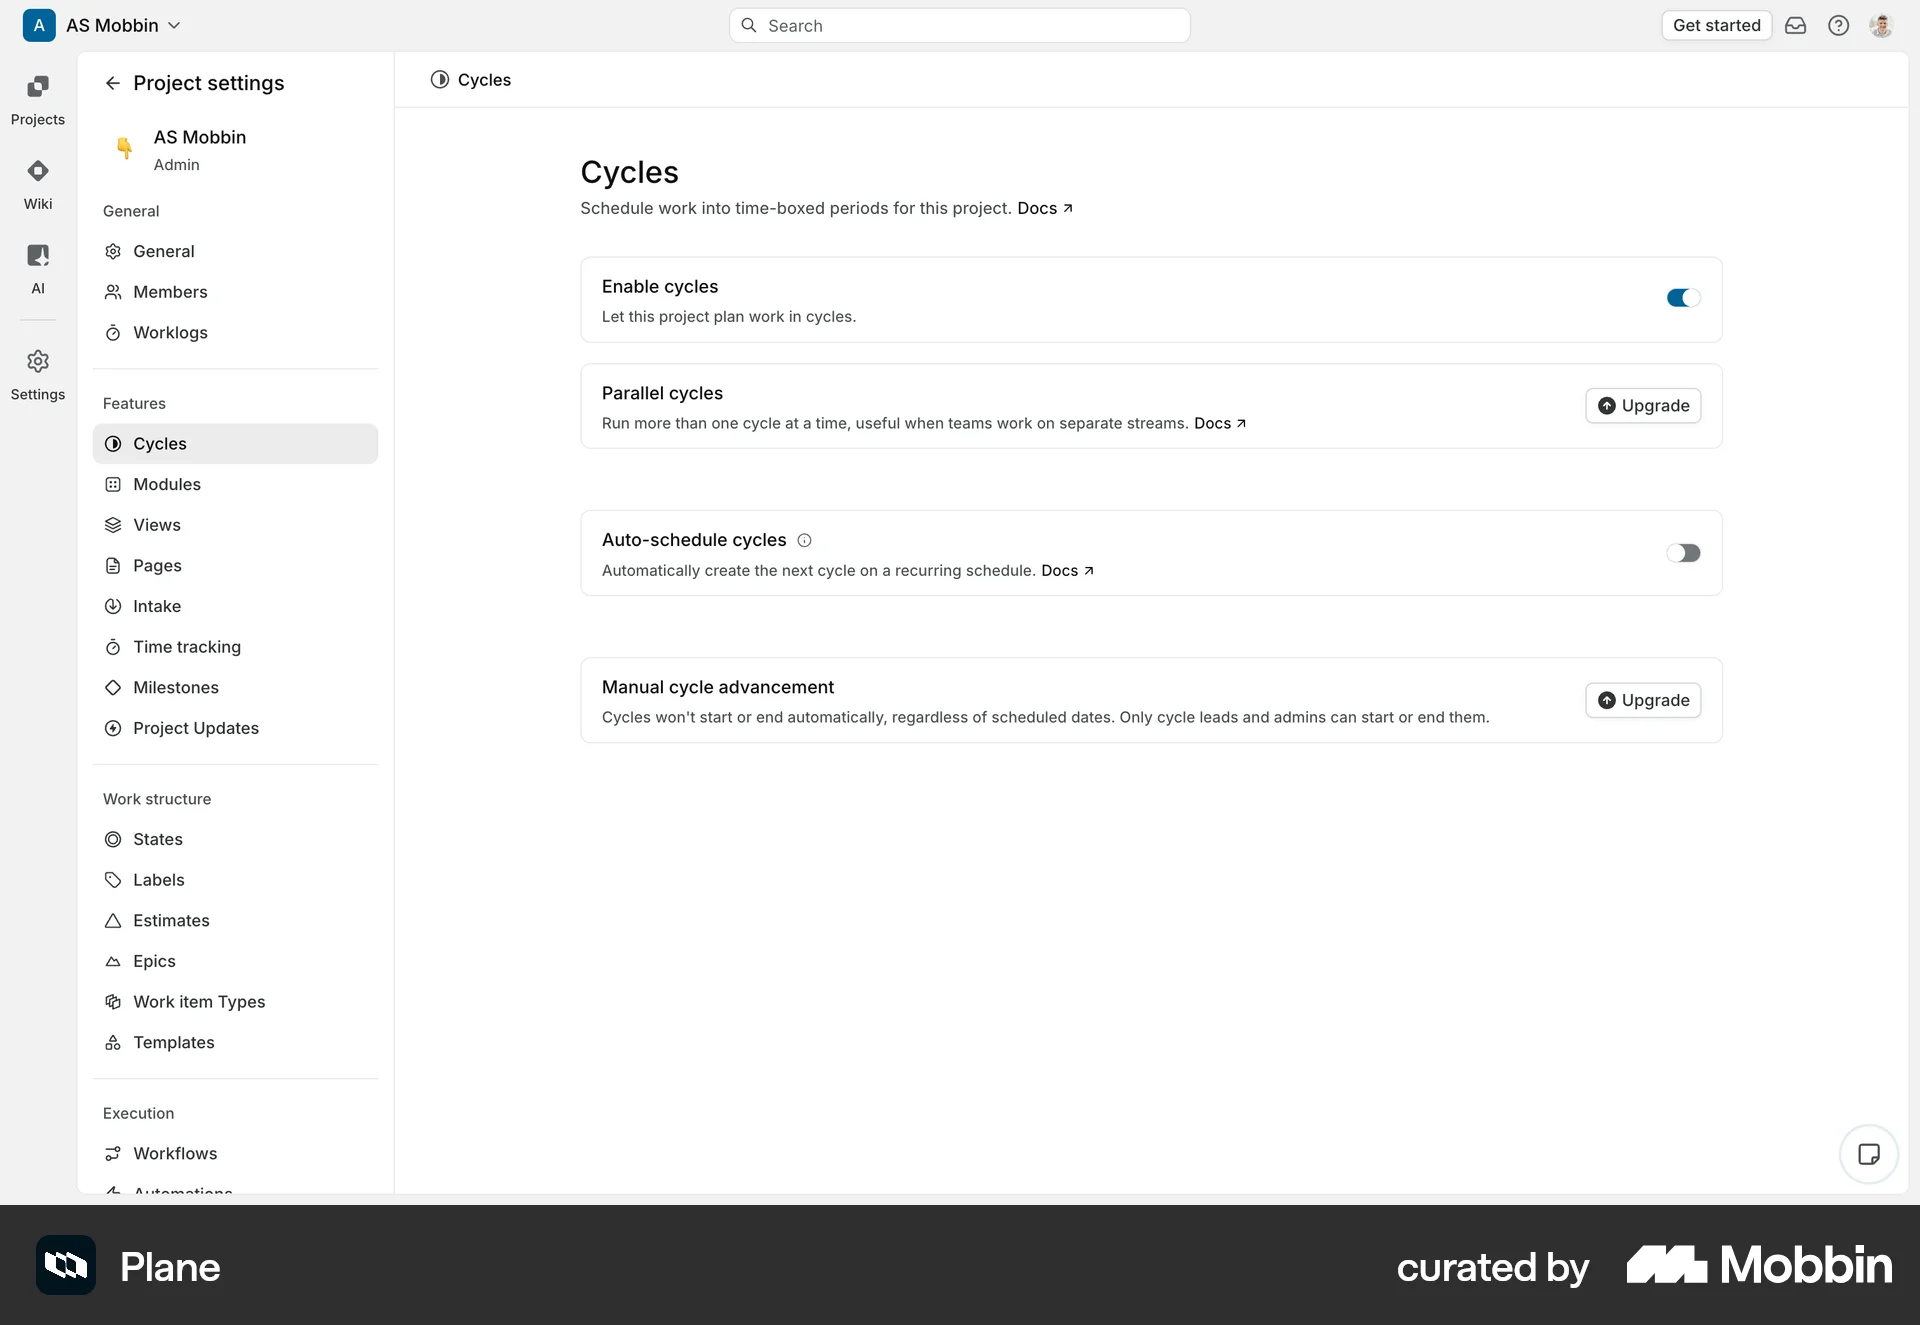 A
AS Mobbin
Search
Get started
Projects
Wiki
AI
Settings
Project settings
AS Mobbin
Admin
General
General
Members
Worklogs
Features
Cycles
Modules
Views
Pages
Intake
Time tracking
Milestones
Project Updates
Work structure
States
Labels
Estimates
Epics
Work item Types
Templates
Execution
Workflows
Automations
Cycles
Cycles
Schedule work into time-boxed periods for this project. Docs ↗
Enable cycles
Let this project plan work in cycles.
Parallel cycles
Run more than one cycle at a time, useful when teams work on separate streams. Docs ↗
Upgrade
Auto-schedule cycles
Automatically create the next cycle on a recurring schedule. Docs ↗
Manual cycle advancement
Cycles won't start or end automatically, regardless of scheduled dates. Only cycle leads and admins can start or end them.
Upgrade
Plane
curated by Mobbin